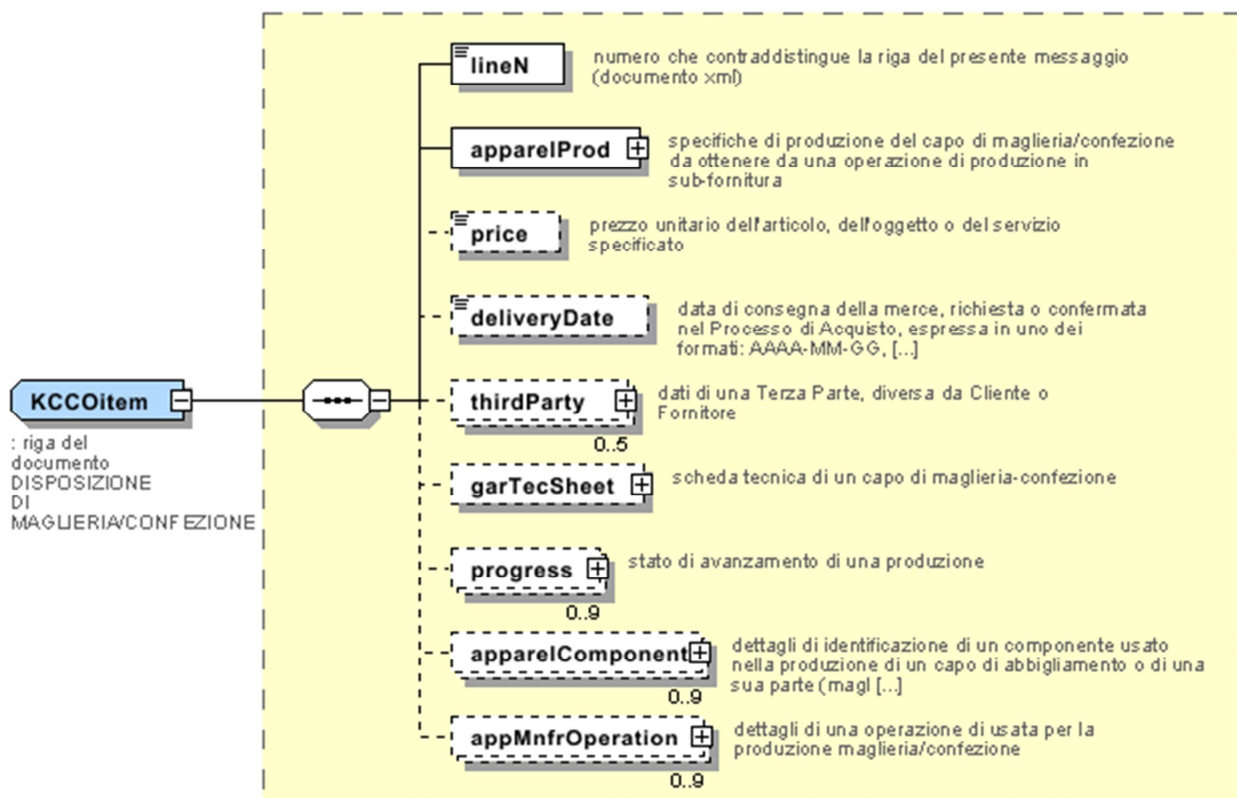 lineN
numero che contraddistingue la riga del presente messaggio
(documento xml)
apparelProd
specifiche di produzione del capo di maglieria/confezione
da ottenere da una operazione di produzione in
sub-fornitura
price
prezzo unitario dell'articolo, dell'oggetto o del servizio
specificato
deliveryDate
data di consegna della merce, richiesta o confermata
nel Processo di Acquisto, espressa in uno dei
formati: AAAA-MM-GG, [...]
KCCOitem
: riga del
documento
DISPOSIZIONE
DI
MAGLIERIA/CONFEZIONE
thirdParty
0..5
dati di una Terza Parte, diversa da Cliente o
Fornitore
garTecSheet
scheda tecnica di un capo di maglieria-confezione
progress
0..9
stato di avanzamento di una produzione
apparelComponent
0..9
dettagli di identificazione di un componente usato
nella produzione di un capo di abbigliamento o di una
sua parte (magl [...]
appMnfrOperation
0..9
dettagli di una operazione di usata per la
produzione maglieria/confezione